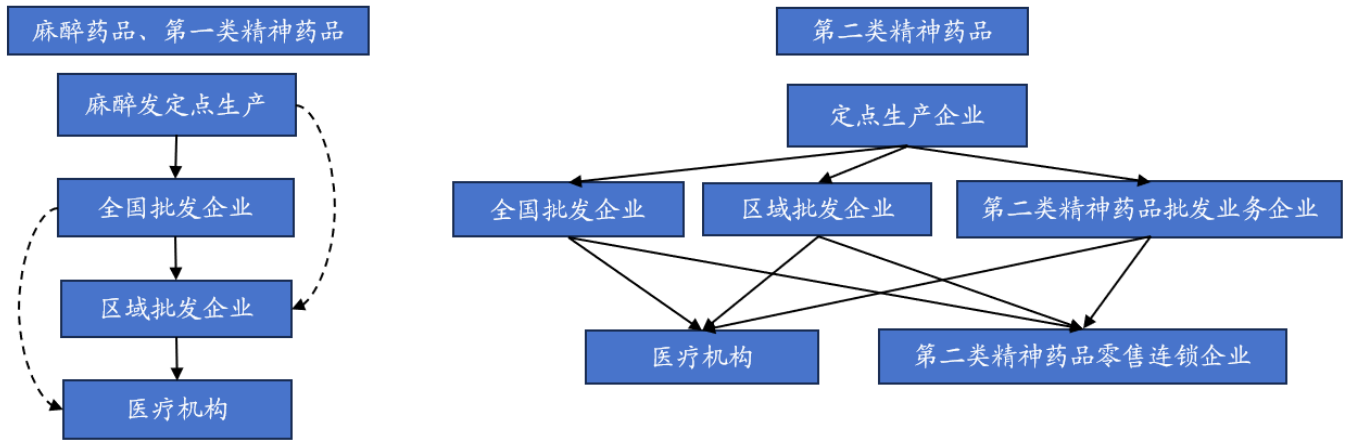 麻醉药品、第一类精神药品
麻醉发定点生产
全国批发企业
区域批发企业
医疗机构
第二类精神药品
定点生产企业
全国批发企业
区域批发企业
第二类精神药品批发业务企业
医疗机构
第二类精神药品零售连锁企业